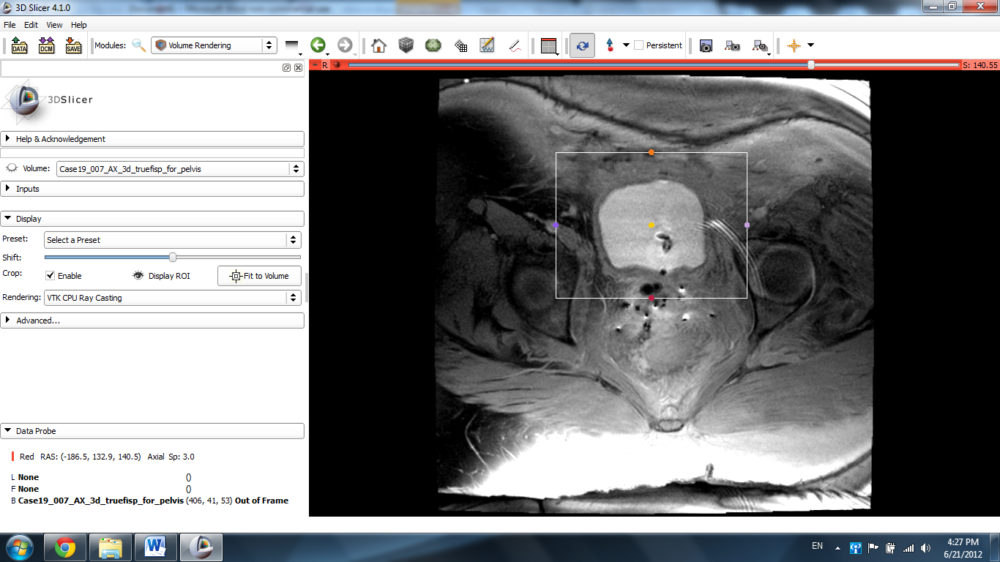 3D Slicer 4.1.0
File Edit View Help
DATA DCM SAVE Modules: Volume Rendering Persistent
R S: 140.55
3DSlicer
Help & Acknowledgement
Volume: Case19_007_AX_3d_truefisp_for_pelvis
Inputs
Display
Preset: Select a Preset
Shift:
Crop: Enable Display ROI Fit to Volume
Rendering: VTK CPU Ray Casting
Advanced...
Data Probe
Red RAS: (-186.5, 132.9, 140.5) Axial Sp: 3.0
L None ()
F None ()
B Case19_007_AX_3d_truefisp_for_pelvis (406, 41, 53) Out of Frame
EN 4:27 PM
6/21/2012